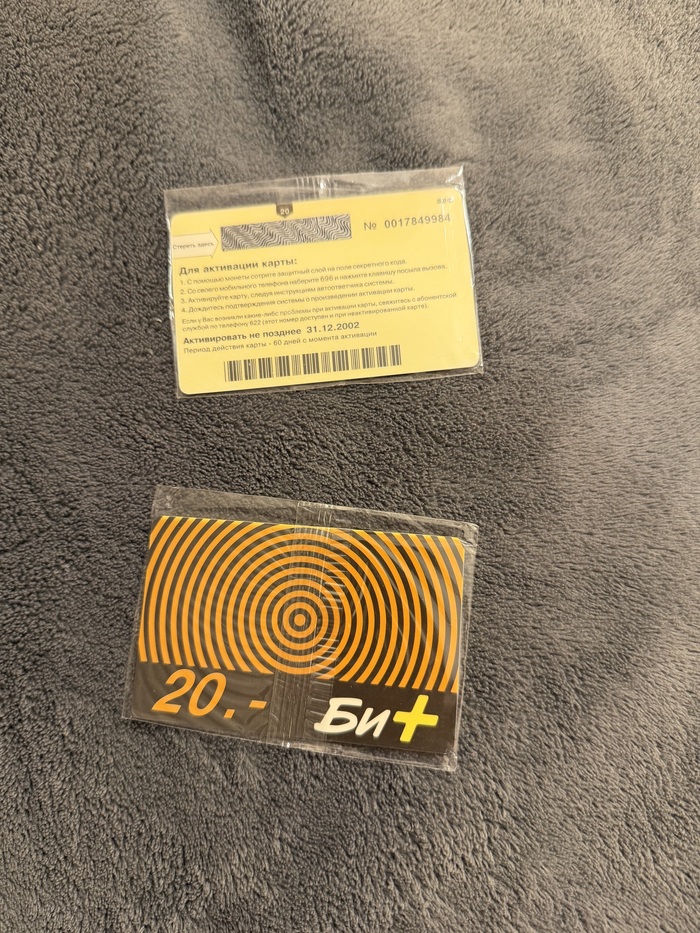 20
№ 0017849984
Стереть здесь
Для активации карты:
1. С помощью монеты сотрите защитный слой на поле секретного кода.
2. Со своего мобильного телефона наберите 696 и нажмите клавишу посыла вызова.
3. Активируйте карту, следуя инструкциям автоответчика системы.
4. Дождитесь подтверждения системы о произведении активации карты.
Если у Вас возникли какие-либо проблемы при активации карты, свяжитесь с абонентской
службой по телефону 622 (этот номер доступен и при неактивированной карте).
Активировать не позднее 31.12.2002
Период действия карты - 60 дней с момента активации
20.-
Би+